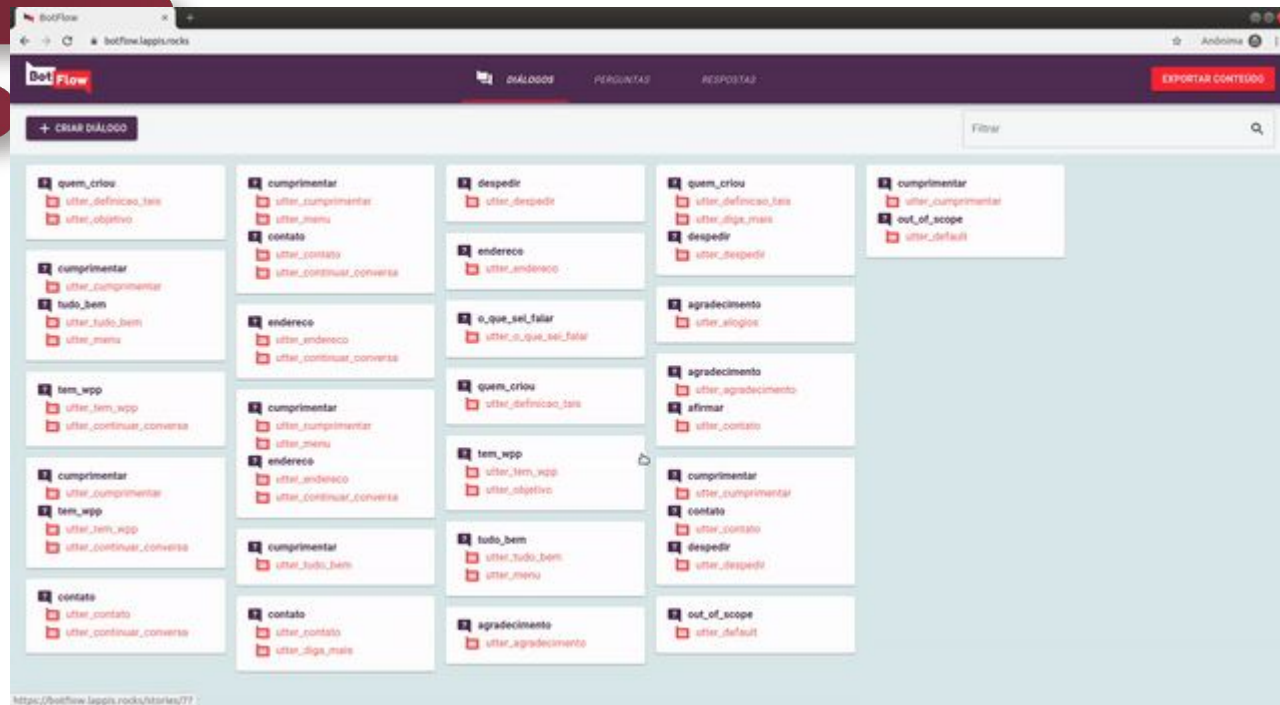 BotFlow
botflow.lappis.rocks
Anônima
Bot Flow
DIÁLOGOS
PERGUNTAS
RESPOSTAS
EXPORTAR CONTEÚDO
+ CRIAR DIÁLOGO
Filtrar
quem_criou
utter_definicao_tais
utter_objetivo
cumprimentar
utter_cumprimentar
tudo_bem
utter_tudo_bem
utter_menu
tem_wpp
utter_tem_wpp
utter_continuar_conversa
cumprimentar
utter_cumprimentar
tem_wpp
utter_tem_wpp
utter_continuar_conversa
contato
utter_contato
utter_continuar_conversa
cumprimentar
utter_cumprimentar
utter_menu
contato
utter_contato
utter_continuar_conversa
endereco
utter_endereco
utter_continuar_conversa
cumprimentar
utter_cumprimentar
utter_menu
endereco
utter_endereco
utter_continuar_conversa
cumprimentar
utter_tudo_bem
contato
utter_contato
utter_diga_mais
despedir
utter_despedir
endereco
utter_endereco
o_que_sei_falar
utter_o_que_sei_falar
quem_criou
utter_definicao_tais
tem_wpp
utter_tem_wpp
utter_objetivo
tudo_bem
utter_tudo_bem
utter_menu
agradecimento
utter_agradecimento
quem_criou
utter_definicao_tais
utter_diga_mais
despedir
utter_despedir
agradecimento
utter_elogios
agradecimento
utter_agradecimento
afirmar
utter_contato
cumprimentar
utter_cumprimentar
contato
utter_contato
despedir
utter_despedir
out_of_scope
utter_default
cumprimentar
utter_cumprimentar
out_of_scope
utter_default
https://botflow.lappis.rocks/stories/77